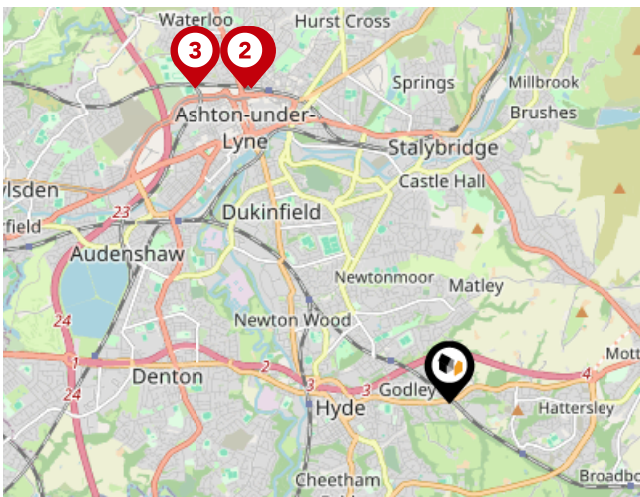 Waterloo
Hurst Cross
3
2
Springs
Millbrook
Brushes
Ashton-under-
Lyne
Stalybridge
Castle Hall
ylsden
23
Dukinfield
field
Audenshaw
Newtonmoor
Matley
24
Newton Wood
1
2
Mott
4
Denton
24
3
3
Godley
Hyde
Hattersley
Cheetham
Broadbo